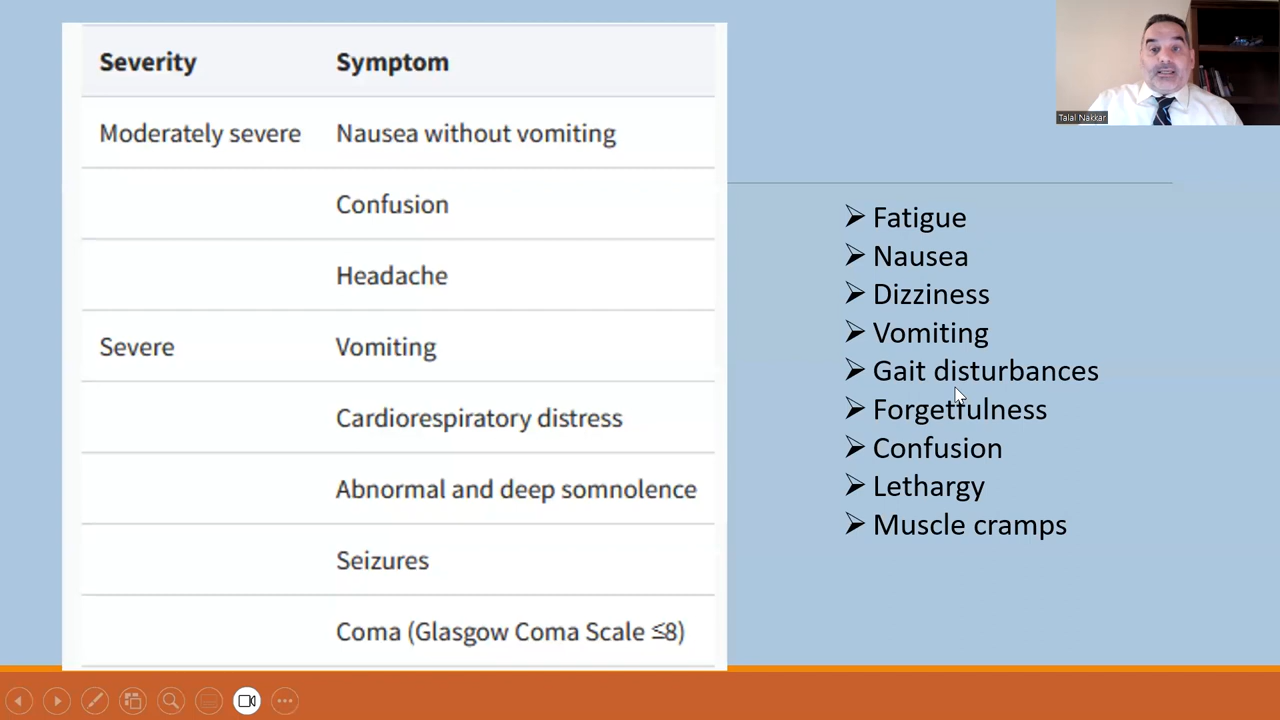 Severity Symptom
Moderately severe Nausea without vomiting
Confusion
Headache
Severe Vomiting
Cardiorespiratory distress
Abnormal and deep somnolence
Seizures
Coma (Glasgow Coma Scale ≤8)
Talal Nakkar
➢ Fatigue
➢ Nausea
➢ Dizziness
➢ Vomiting
➢ Gait disturbances
➢ Forgetfulness
➢ Confusion
➢ Lethargy
➢ Muscle cramps